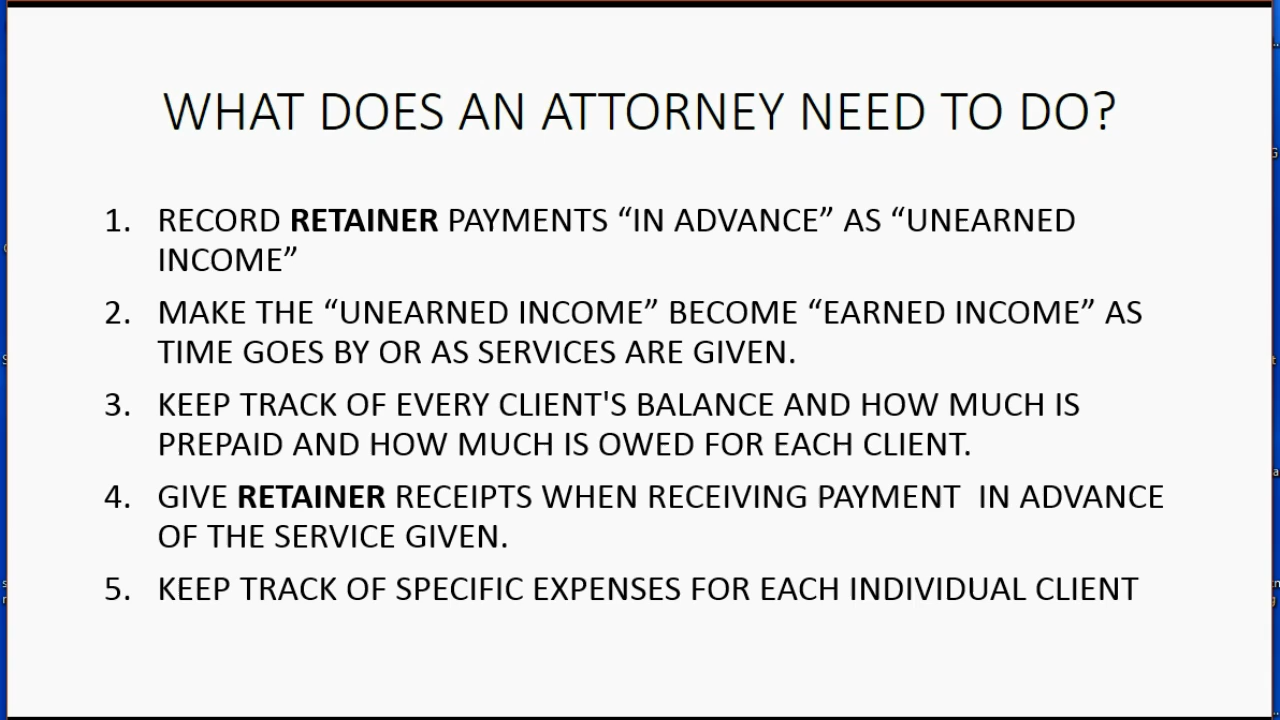 WHAT DOES AN ATTORNEY NEED TO DO?
1. RECORD RETAINER PAYMENTS “IN ADVANCE” AS “UNEARNED
INCOME”
2. MAKE THE “UNEARNED INCOME” BECOME “EARNED INCOME” AS
TIME GOES BY OR AS SERVICES ARE GIVEN.
3. KEEP TRACK OF EVERY CLIENT'S BALANCE AND HOW MUCH IS
PREPAID AND HOW MUCH IS OWED FOR EACH CLIENT.
4. GIVE RETAINER RECEIPTS WHEN RECEIVING PAYMENT  IN ADVANCE
OF THE SERVICE GIVEN.
5. KEEP TRACK OF SPECIFIC EXPENSES FOR EACH INDIVIDUAL CLIENT